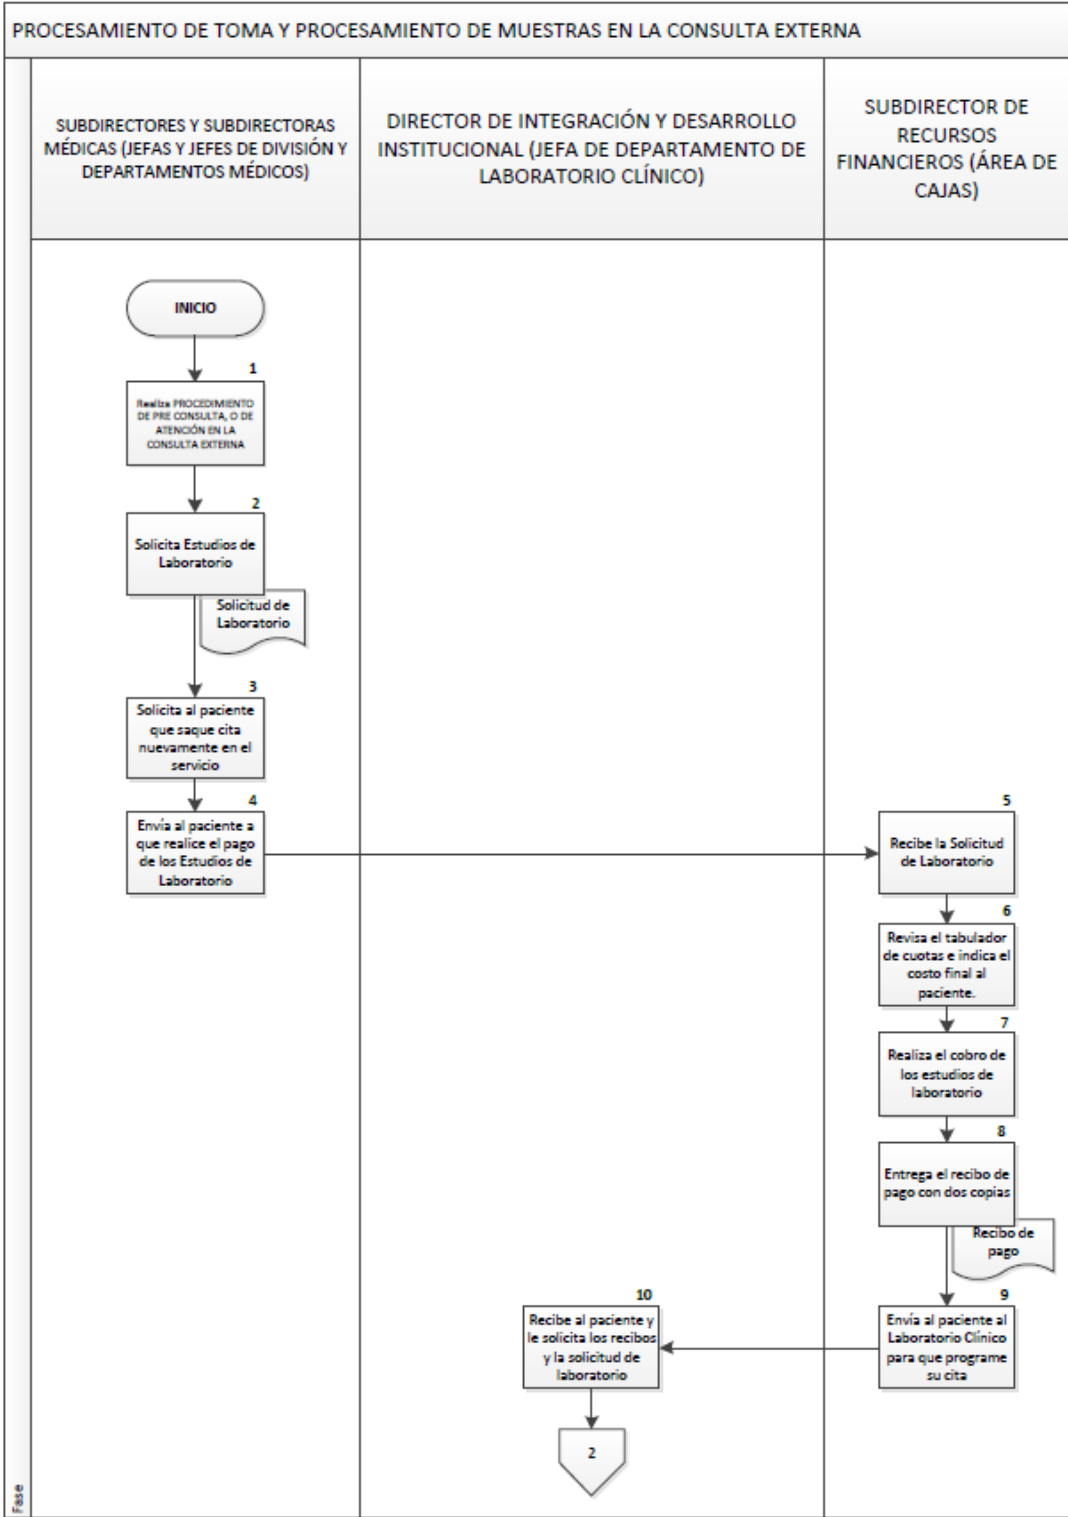 PROCESAMIENTO DE TOMA Y PROCESAMIENTO DE MUESTRAS EN LA CONSULTA EXTERNA
SUBDIRECTORES Y SUBDIRECTORAS
MÉDICAS (JEFAS Y JEFES DE DIVISIÓN Y
DEPARTAMENTOS MÉDICOS)
DIRECTOR DE INTEGRACIÓN Y DESARROLLO
INSTITUCIONAL (JEFA DE DEPARTAMENTO DE
LABORATORIO CLÍNICO)
SUBDIRECTOR DE
RECURSOS
FINANCIEROS (ÁREA DE
CAJAS)
INICIO
1
Realiza PROCEDIMIENTO
DE PRE CONSULTA, O DE
ATENCIÓN EN LA
CONSULTA EXTERNA
2
Solicita Estudios de
Laboratorio
Solicitud de
Laboratorio
3
Solicita al paciente
que saque cita
nuevamente en el
servicio
4
Envía al paciente a
que realice el pago
de los Estudios de
Laboratorio
5
Recibe la Solicitud
de Laboratorio
6
Revisa el tabulador
de cuotas e indica el
costo final al
paciente.
7
Realiza el cobro de
los estudios de
laboratorio
8
Entrega el recibo de
pago con dos copias
Recibo de
pago
9
Envía al paciente al
Laboratorio Clínico
para que programe
su cita
10
Recibe al paciente y
le solicita los recibos
y la solicitud de
laboratorio
2
Fase